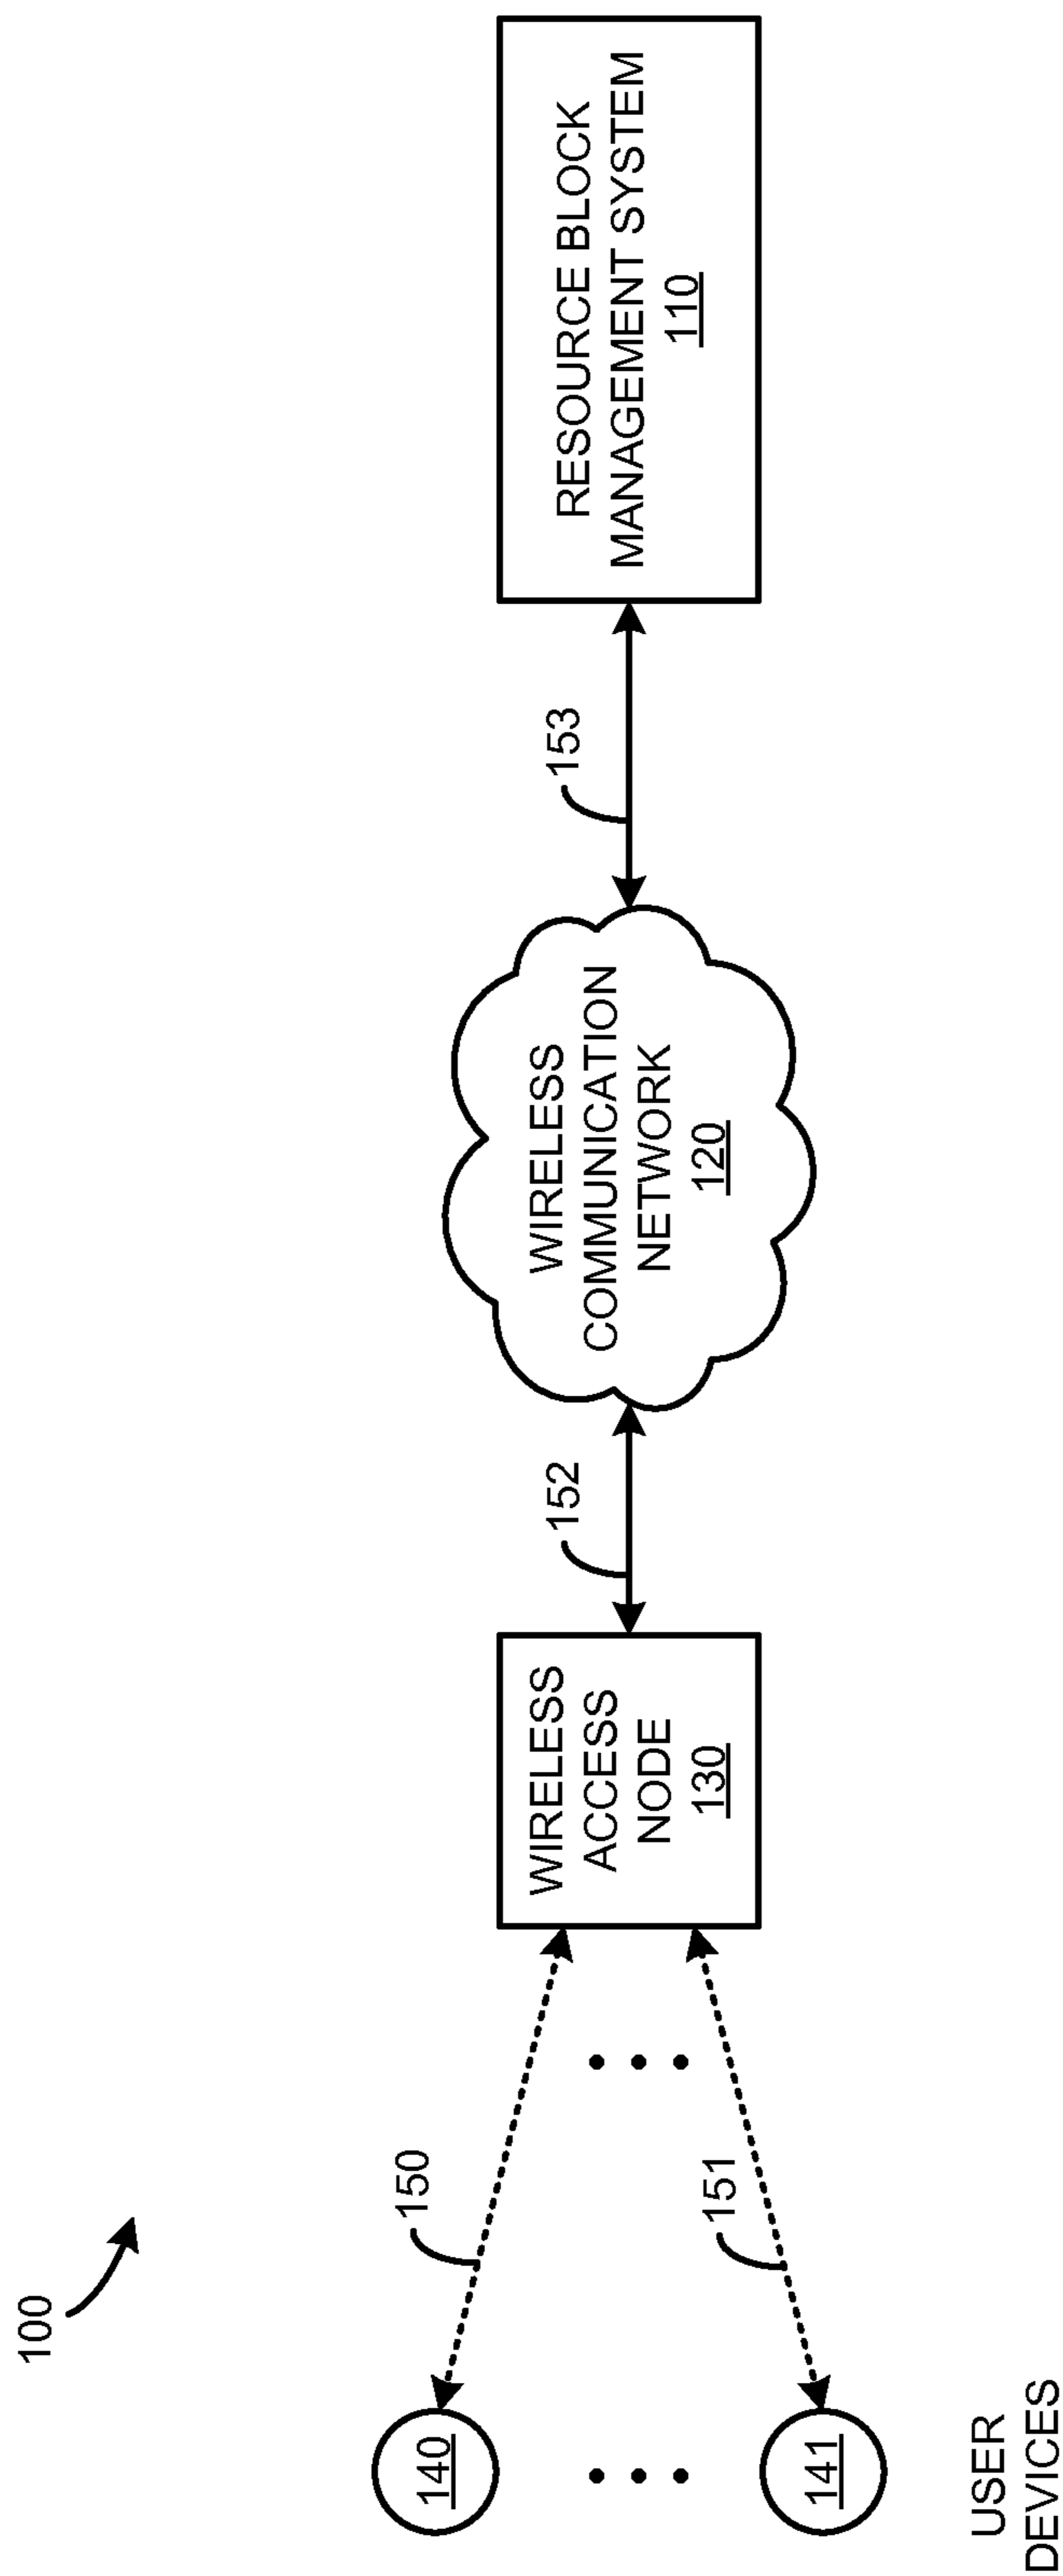 100
140
141
USER
DEVICES
150
151
WIRELESS
ACCESS
NODE
130
152
WIRELESS
COMMUNICATION
NETWORK
120
153
RESOURCE BLOCK
MANAGEMENT SYSTEM
110